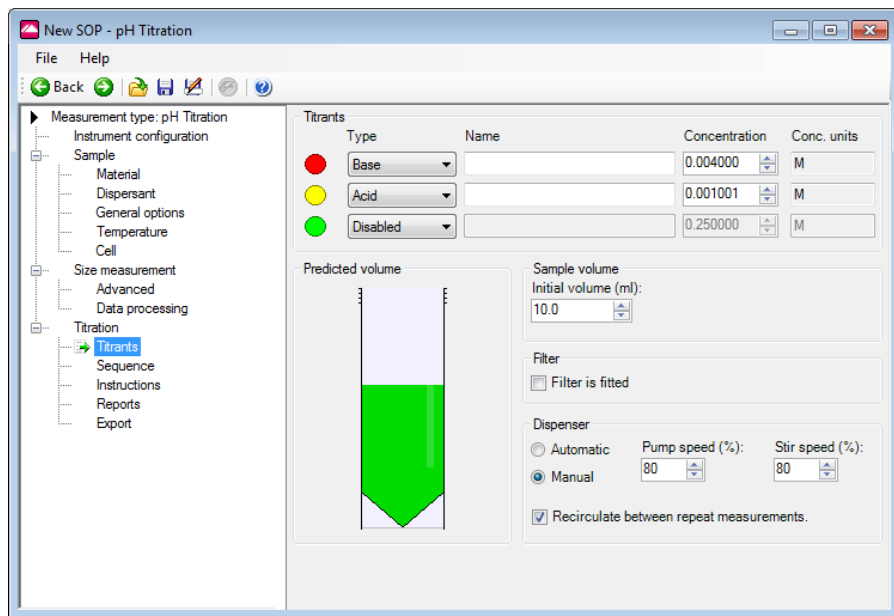 New SOP - pH Titration
File Help
Back
Measurement type: pH Titration
Instrument configuration
Sample
Material
Dispersant
General options
Temperature
Cell
Size measurement
Advanced
Data processing
Titration
Titrants
Sequence
Instructions
Reports
Export
Titrants
Type Name Concentration Conc. units
Base 0.004000 M
Acid 0.001001 M
Disabled 0.250000 M
Predicted volume
Sample volume
Initial volume (ml):
10.0
Filter
Filter is fitted
Dispenser
Automatic Pump speed (%): Stir speed (%):
Manual 80 80
Recirculate between repeat measurements.